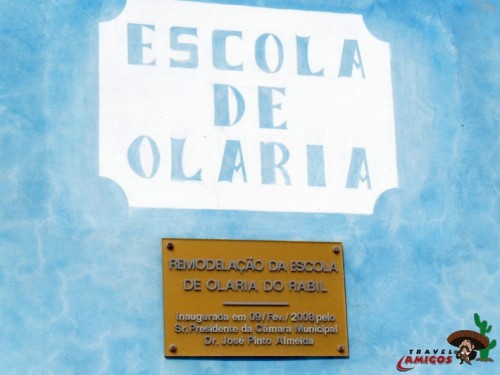 ESCOLA
DE
OLARIA
REMODELAÇÃO DA ESCOLA
DE OLARIA DO RABIL
Inaugurada em 09/Fev./2008 pelo
Sr. Presidente da Câmara Municipal
Dr. José Pinto Almeida
TRAVEL
AMIGOS